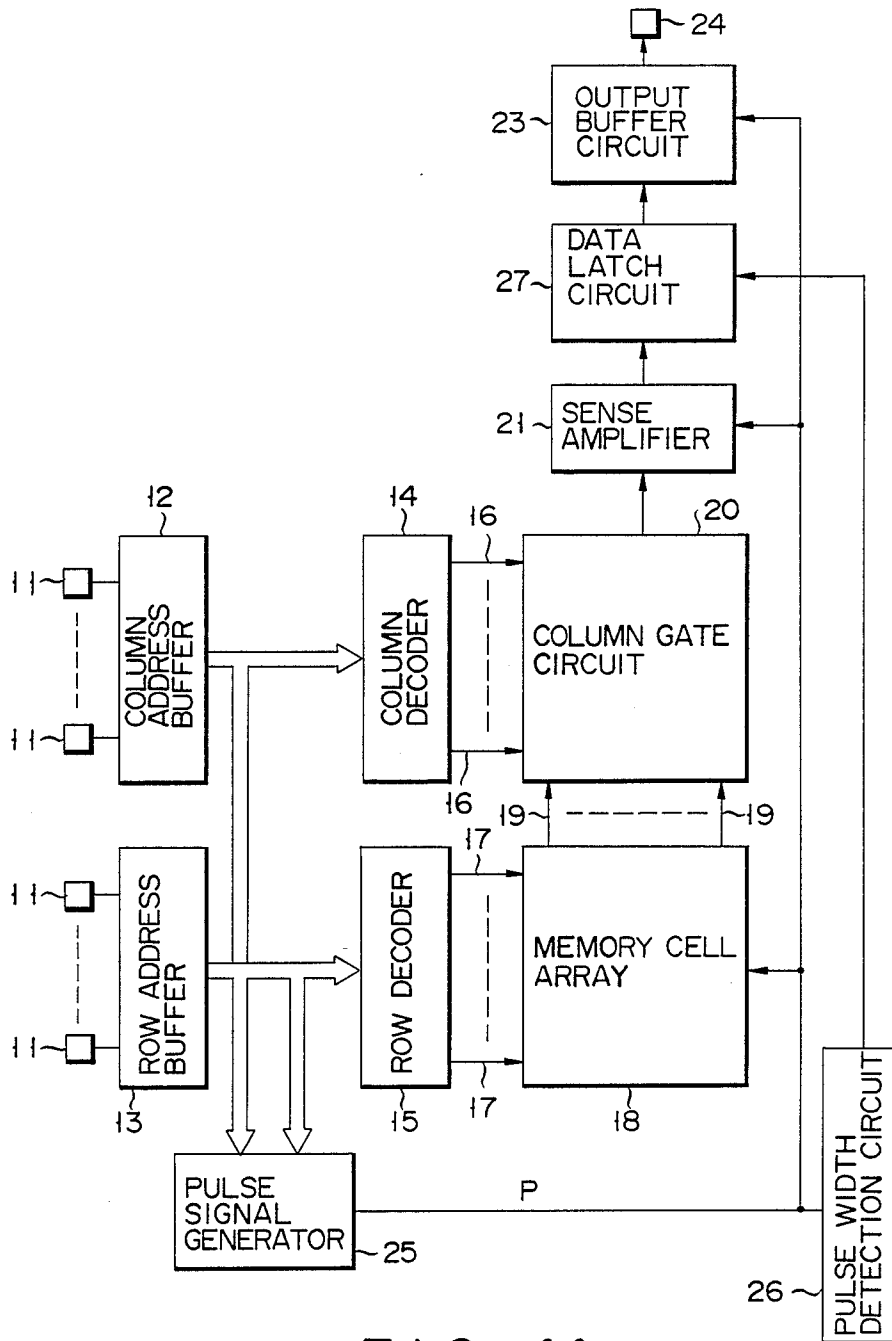 24
OUTPUT
BUFFER
CIRCUIT
23
DATA
LATCH
CIRCUIT
27
SENSE
AMPLIFIER
21
12
14
16
20
11
COLUMN
ADDRESS
BUFFER
COLUMN
DECODER
COLUMN GATE
CIRCUIT
11
16
19
19
17
11
ROW ADDRESS
BUFFER
ROW DECODER
MEMORY CELL
ARRAY
11
13
15
17
18
PULSE
SIGNAL
GENERATOR
25
P
PULSE WIDTH
DETECTION CIRCUIT
26